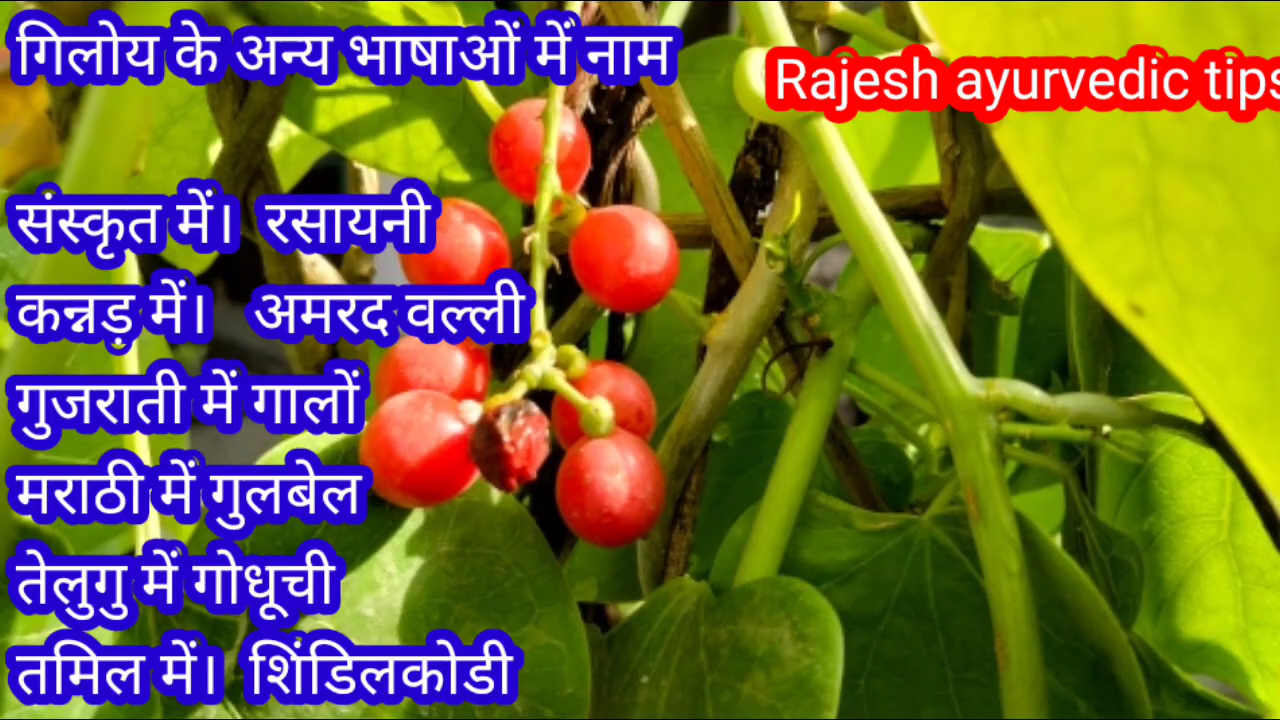 गिलोय के अन्य भाषाओं में नाम
Rajesh ayurvedic tips
संस्कृत में। रसायनी
कन्नड़ में। अमरद वल्ली
गुजराती में गालों
मराठी में गुलबेल
तेलुगु में गोधूची
तमिल में। शिंडिलकोडी